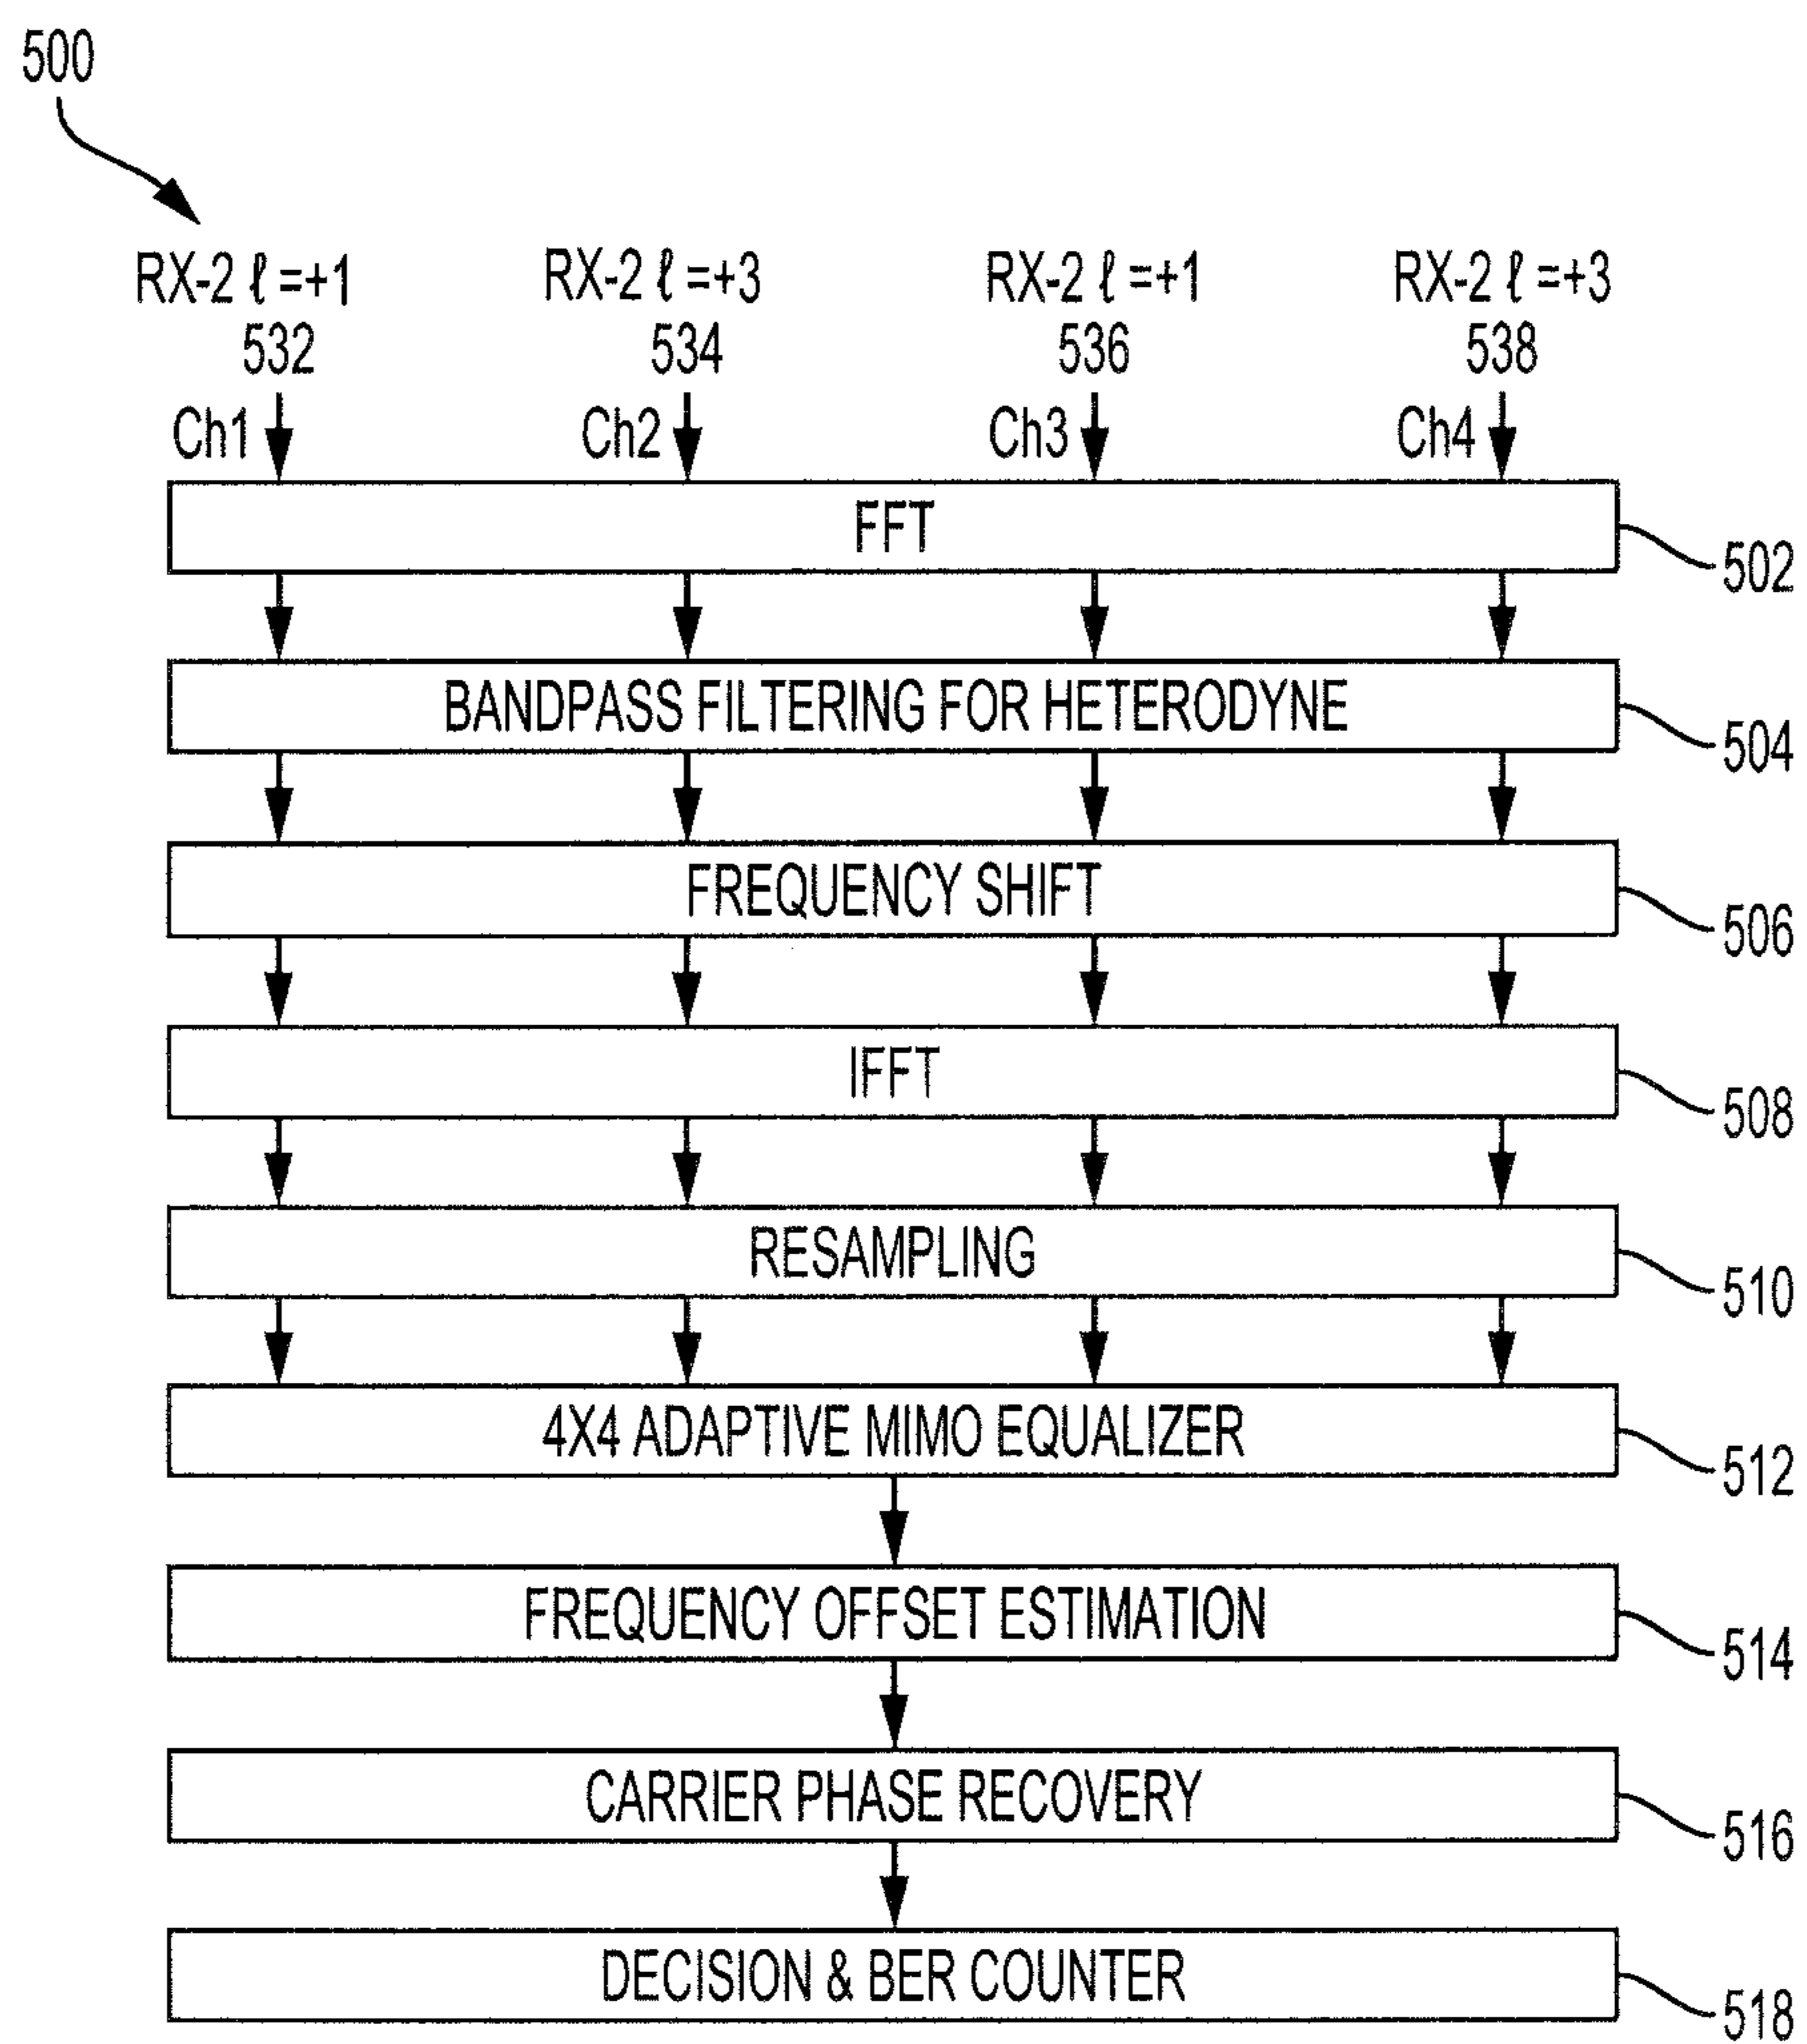 500
RX-2 ℓ=+1 RX-2 ℓ=+3 RX-2 ℓ=+1 RX-2 ℓ=+3
532 534 536 538
Ch1 Ch2 Ch3 Ch4
FFT
502
BANDPASS FILTERING FOR HETERODYNE
504
FREQUENCY SHIFT
506
IFFT
508
RESAMPLING
510
4X4 ADAPTIVE MIMO EQUALIZER
512
FREQUENCY OFFSET ESTIMATION
514
CARRIER PHASE RECOVERY
516
DECISION & BER COUNTER
518